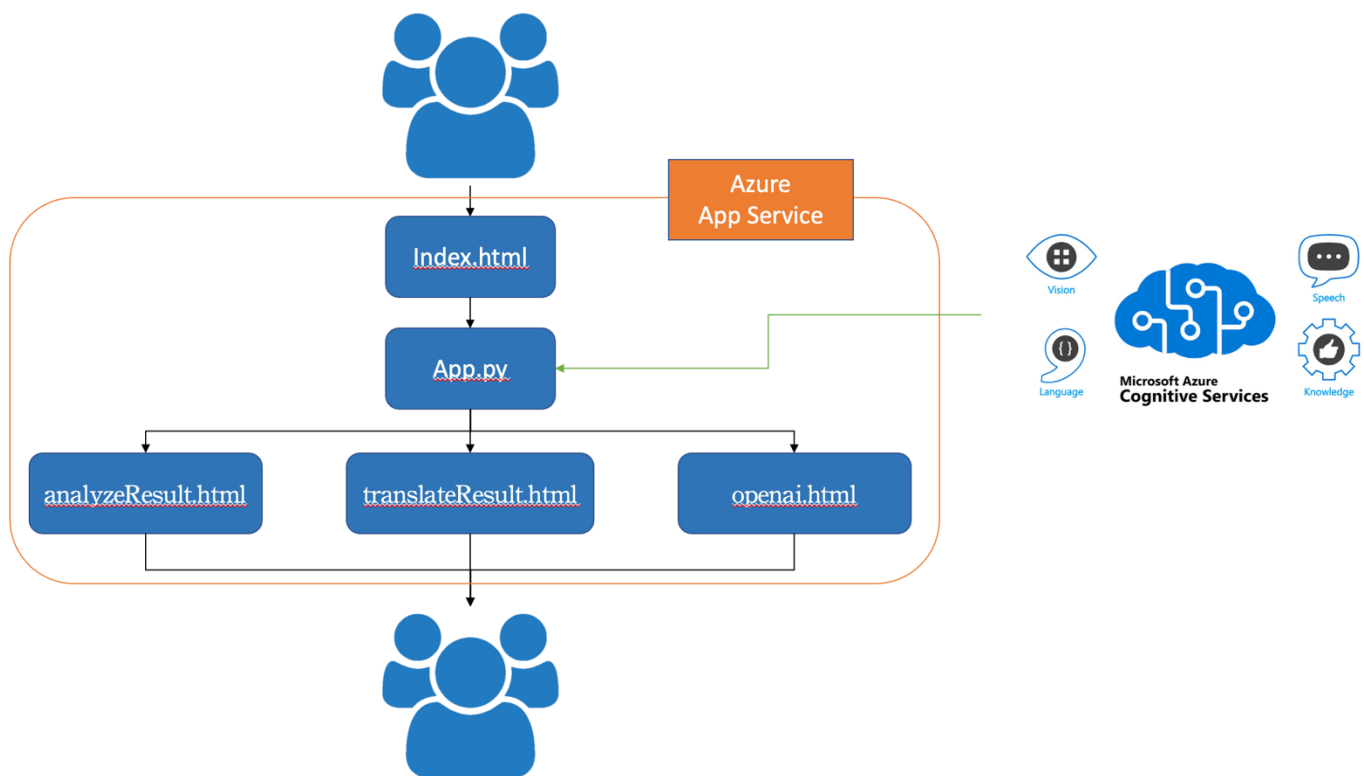 Azure
App Service
Index.html
App.py
analyzeResult.html
translateResult.html
openai.html
Vision
Speech
Language
{}
Knowledge
Microsoft Azure
Cognitive Services